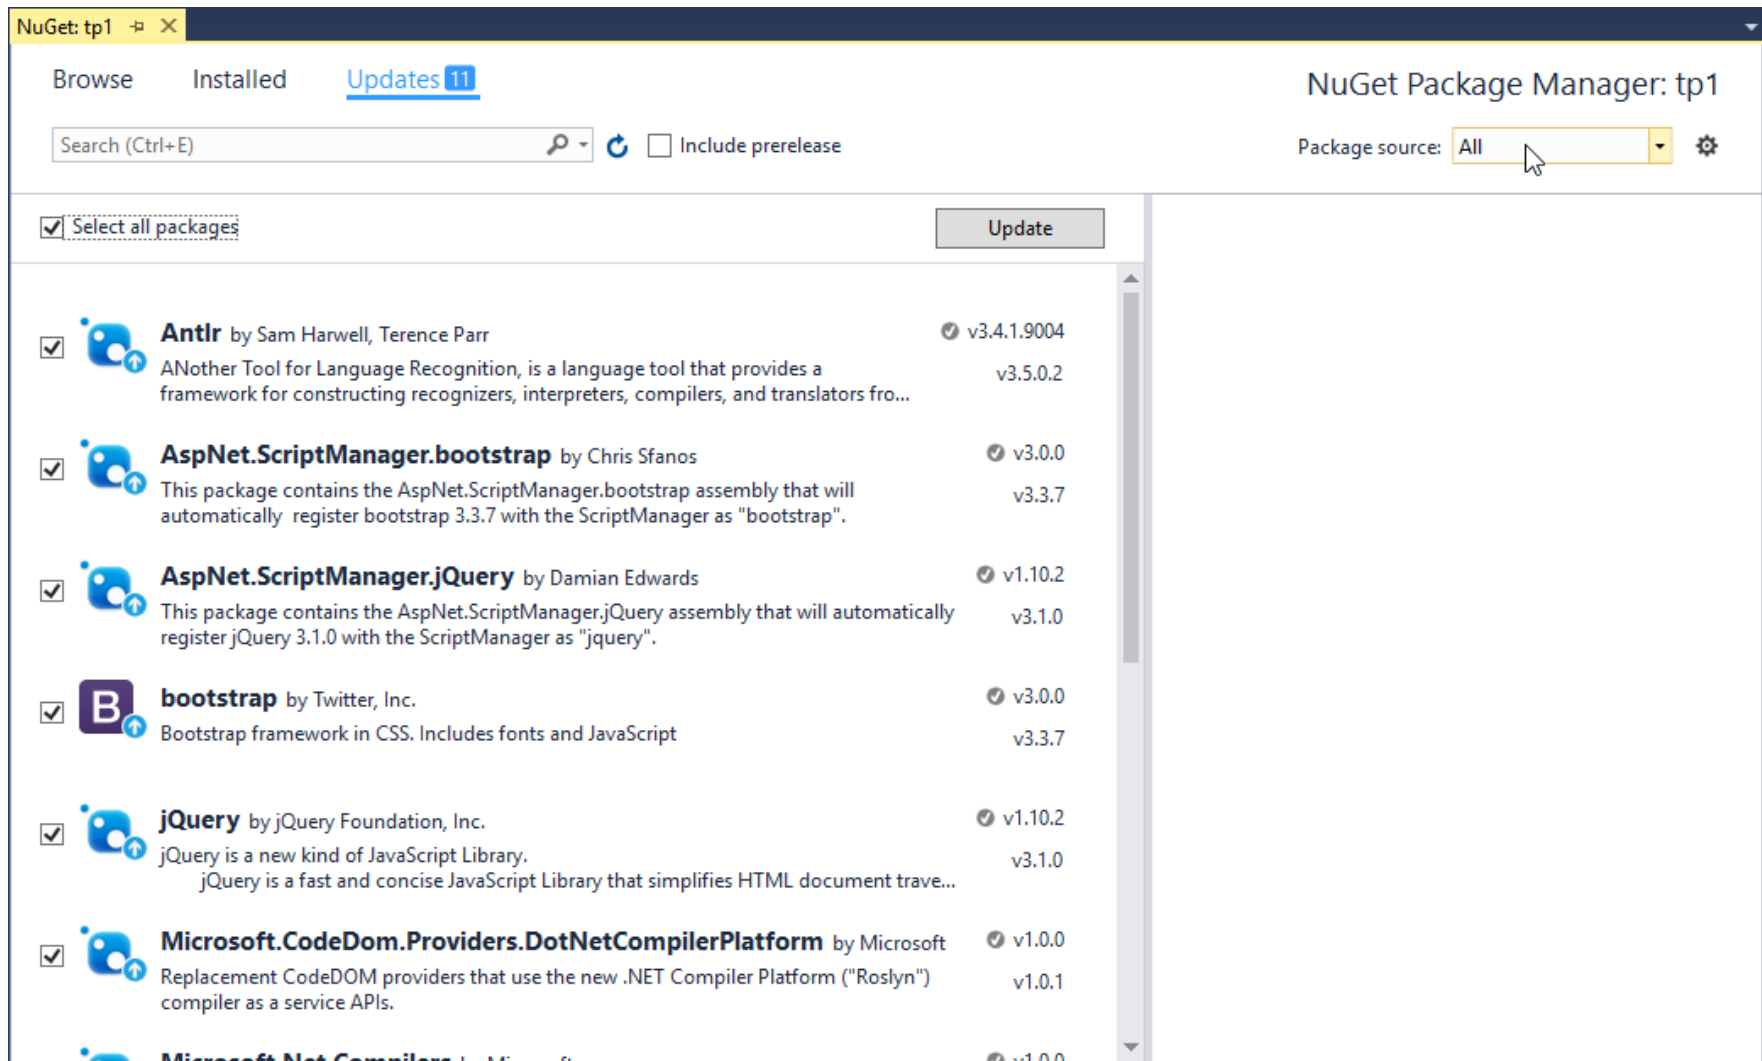 NuGet: tp1
Browse Installed Updates 11
NuGet Package Manager: tp1
Search (Ctrl+E)
Include prerelease
Package source: All
Select all packages
Update
Antlr by Sam Harwell, Terence Parr
v3.4.1.9004
ANother Tool for Language Recognition, is a language tool that provides a
v3.5.0.2
framework for constructing recognizers, interpreters, compilers, and translators fro...
AspNet.ScriptManager.bootstrap by Chris Sfanos
v3.0.0
This package contains the AspNet.ScriptManager.bootstrap assembly that will
v3.3.7
automatically  register bootstrap 3.3.7 with the ScriptManager as "bootstrap".
AspNet.ScriptManager.jQuery by Damian Edwards
v1.10.2
This package contains the AspNet.ScriptManager.jQuery assembly that will automatically
v3.1.0
register jQuery 3.1.0 with the ScriptManager as "jquery".
B
bootstrap by Twitter, Inc.
v3.0.0
Bootstrap framework in CSS. Includes fonts and JavaScript
v3.3.7
jQuery by jQuery Foundation, Inc.
v1.10.2
jQuery is a new kind of JavaScript Library.
v3.1.0
jQuery is a fast and concise JavaScript Library that simplifies HTML document trave...
Microsoft.CodeDom.Providers.DotNetCompilerPlatform by Microsoft
v1.0.0
Replacement CodeDOM providers that use the new .NET Compiler Platform ("Roslyn")
v1.0.1
compiler as a service APIs.
Microsoft.Net.Compilers by Microsoft
v1.0.0